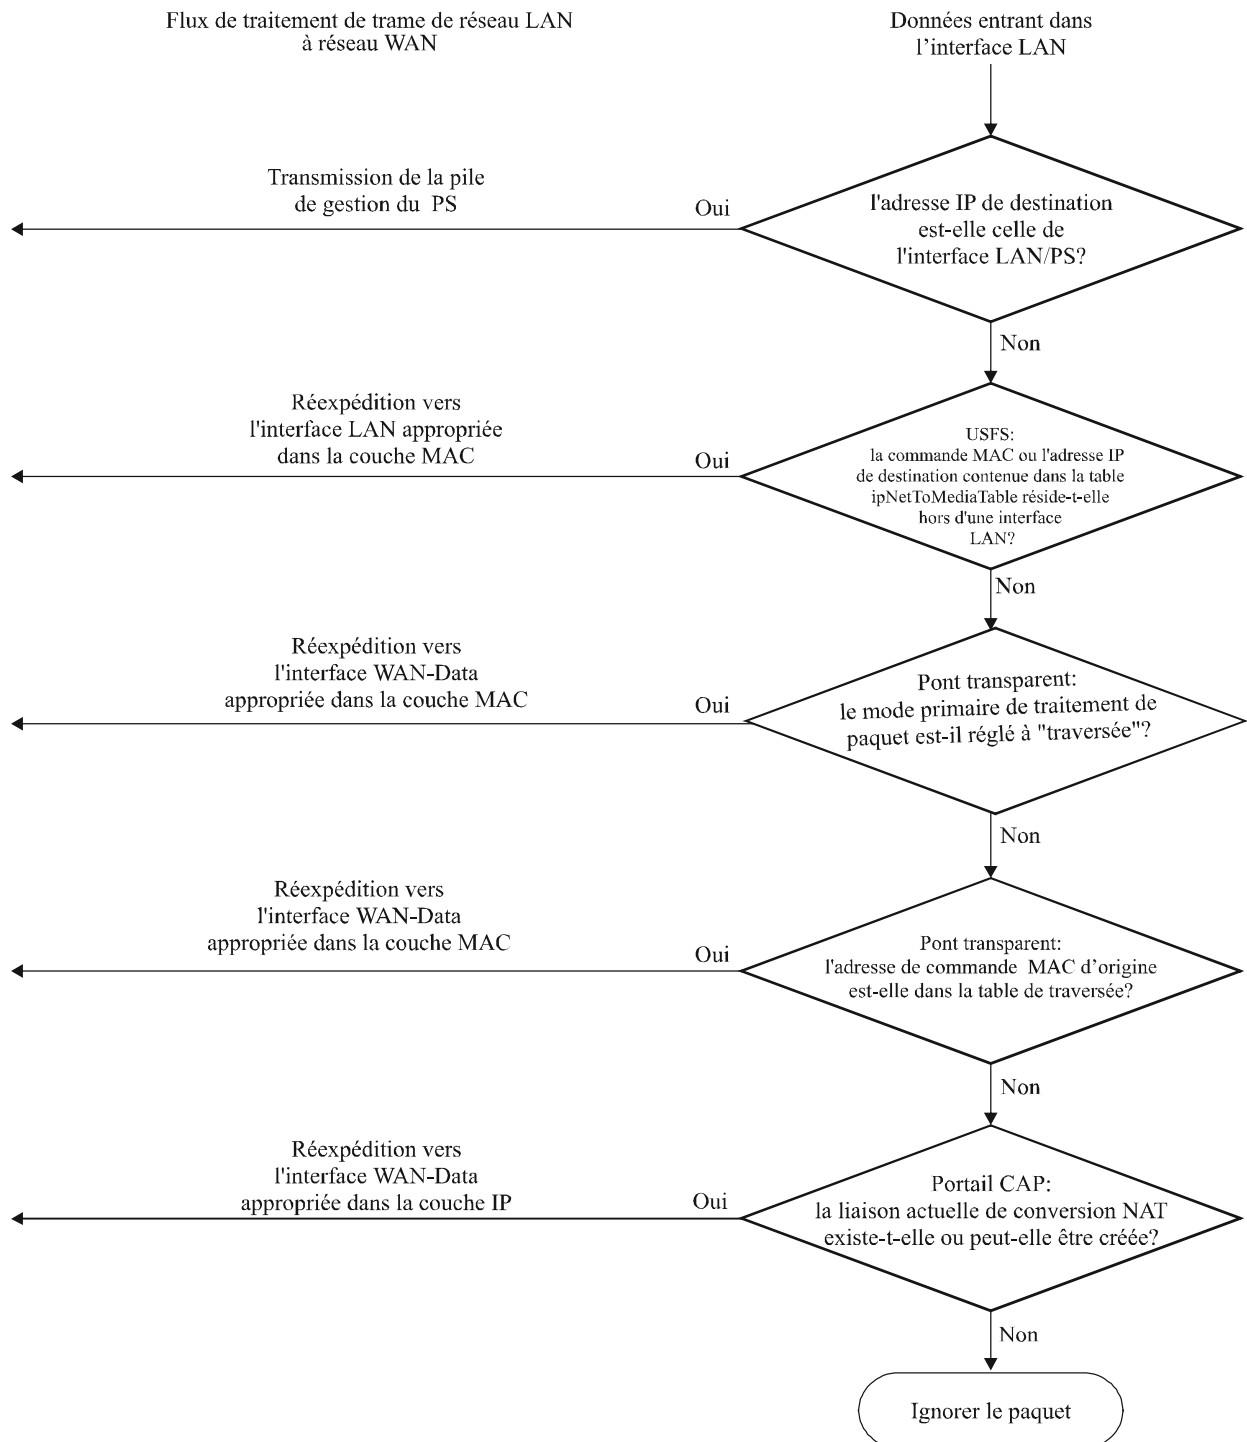 Flux de traitement de trame de réseau LAN
à réseau WAN
Données entrant dans
l'interface LAN
Transmission de la pile
de gestion du PS
Oui
l'adresse IP de destination
est-elle celle de
l'interface LAN/PS?
Non
Réexpédition vers
l'interface LAN appropriée
dans la couche MAC
Oui
USFS:
la commande MAC ou l'adresse IP
de destination contenue dans la table
ipNetToMediaTable réside-t-elle
hors d'une interface
LAN?
Non
Réexpédition vers
l'interface WAN-Data
appropriée dans la couche MAC
Oui
Pont transparent:
le mode primaire de traitement de
paquet est-il réglé à "traversée"?
Non
Réexpédition vers
l'interface WAN-Data
appropriée dans la couche MAC
Oui
Pont transparent:
l'adresse de commande MAC d'origine
est-elle dans la table de traversée?
Non
Réexpédition vers
l'interface WAN-Data
appropriée dans la couche IP
Oui
Portail CAP:
la liaison actuelle de conversion NAT
existe-t-elle ou peut-elle être créée?
Non
Ignorer le paquet